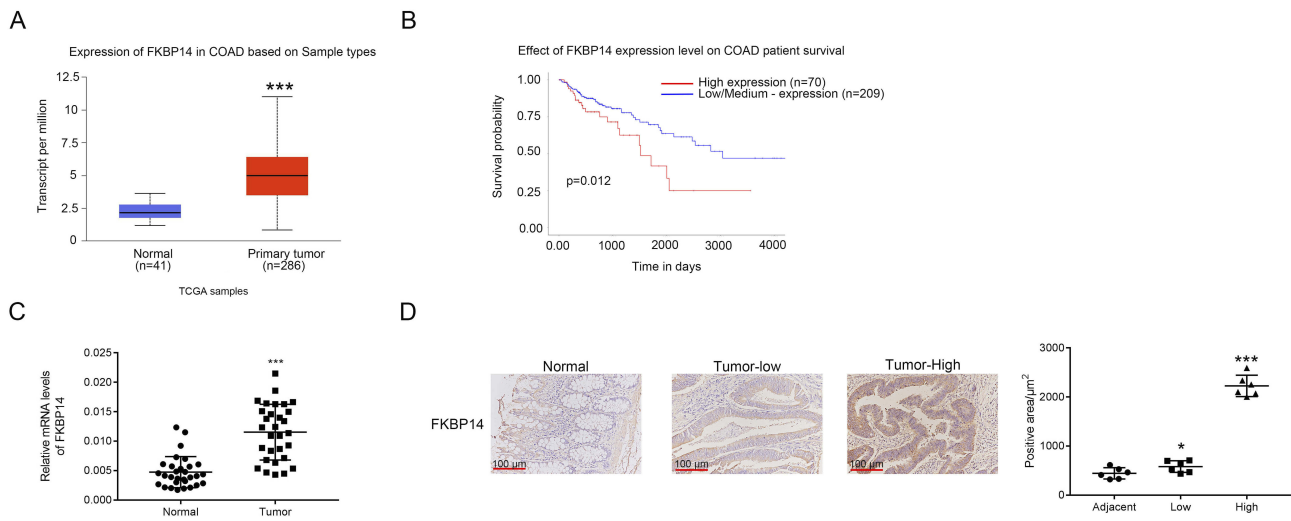 A
Expression of FKBP14 in COAD based on Sample types
Transcript per million
12.5
10
7.5
5
2.5
0
***
Normal
(n=41)
Primary tumor
(n=286)
TCGA samples
B
Effect of FKBP14 expression level on COAD patient survival
High expression (n=70)
Low/Medium - expression (n=209)
Survival probability
1.00
0.75
0.50
0.25
0.00
p=0.012
0.00
1000
2000
3000
4000
Time in days
C
Relative mRNA levels
of FKBP14
0.025
0.020
0.015
0.010
0.005
0.000
***
Normal
Tumor
D
Normal
Tumor-low
Tumor-High
FKBP14
100 µm
100 µm
100 µm
Positive area/µm²
3000
2000
1000
0
*
***
Adjacent
Low
High